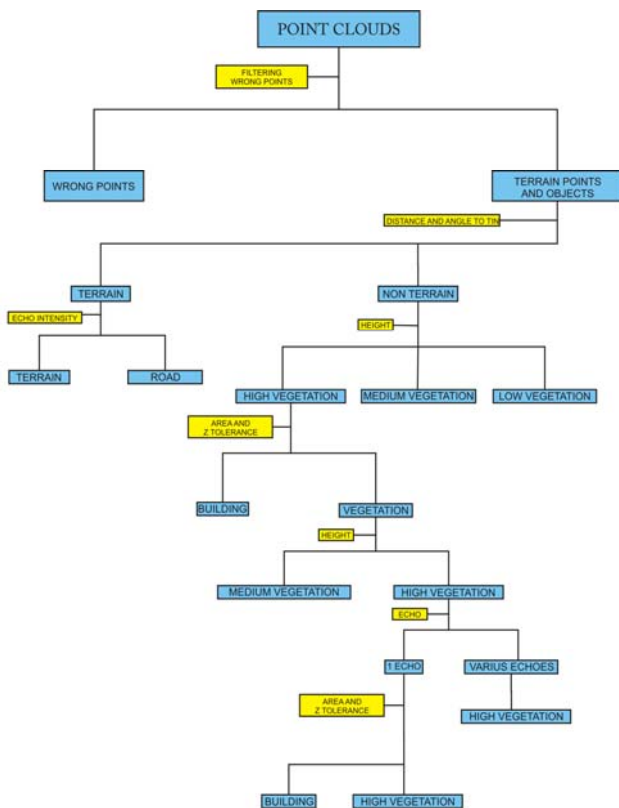 POINT CLOUDS
FILTERING
WRONG POINTS
WRONG POINTS
TERRAIN POINTS
AND OBJECTS
DISTANCE AND ANGLE TO TIN
TERRAIN
NON TERRAIN
ECHO INTENSITY
HEIGHT
TERRAIN
ROAD
HIGH VEGETATION
MEDIUM VEGETATION
LOW VEGETATION
AREA AND
Z TOLERANCE
BUILDING
VEGETATION
HEIGHT
MEDIUM VEGETATION
HIGH VEGETATION
ECHO
1 ECHO
VARIUS ECHOES
AREA AND
Z TOLERANCE
HIGH VEGETATION
BUILDING
HIGH VEGETATION